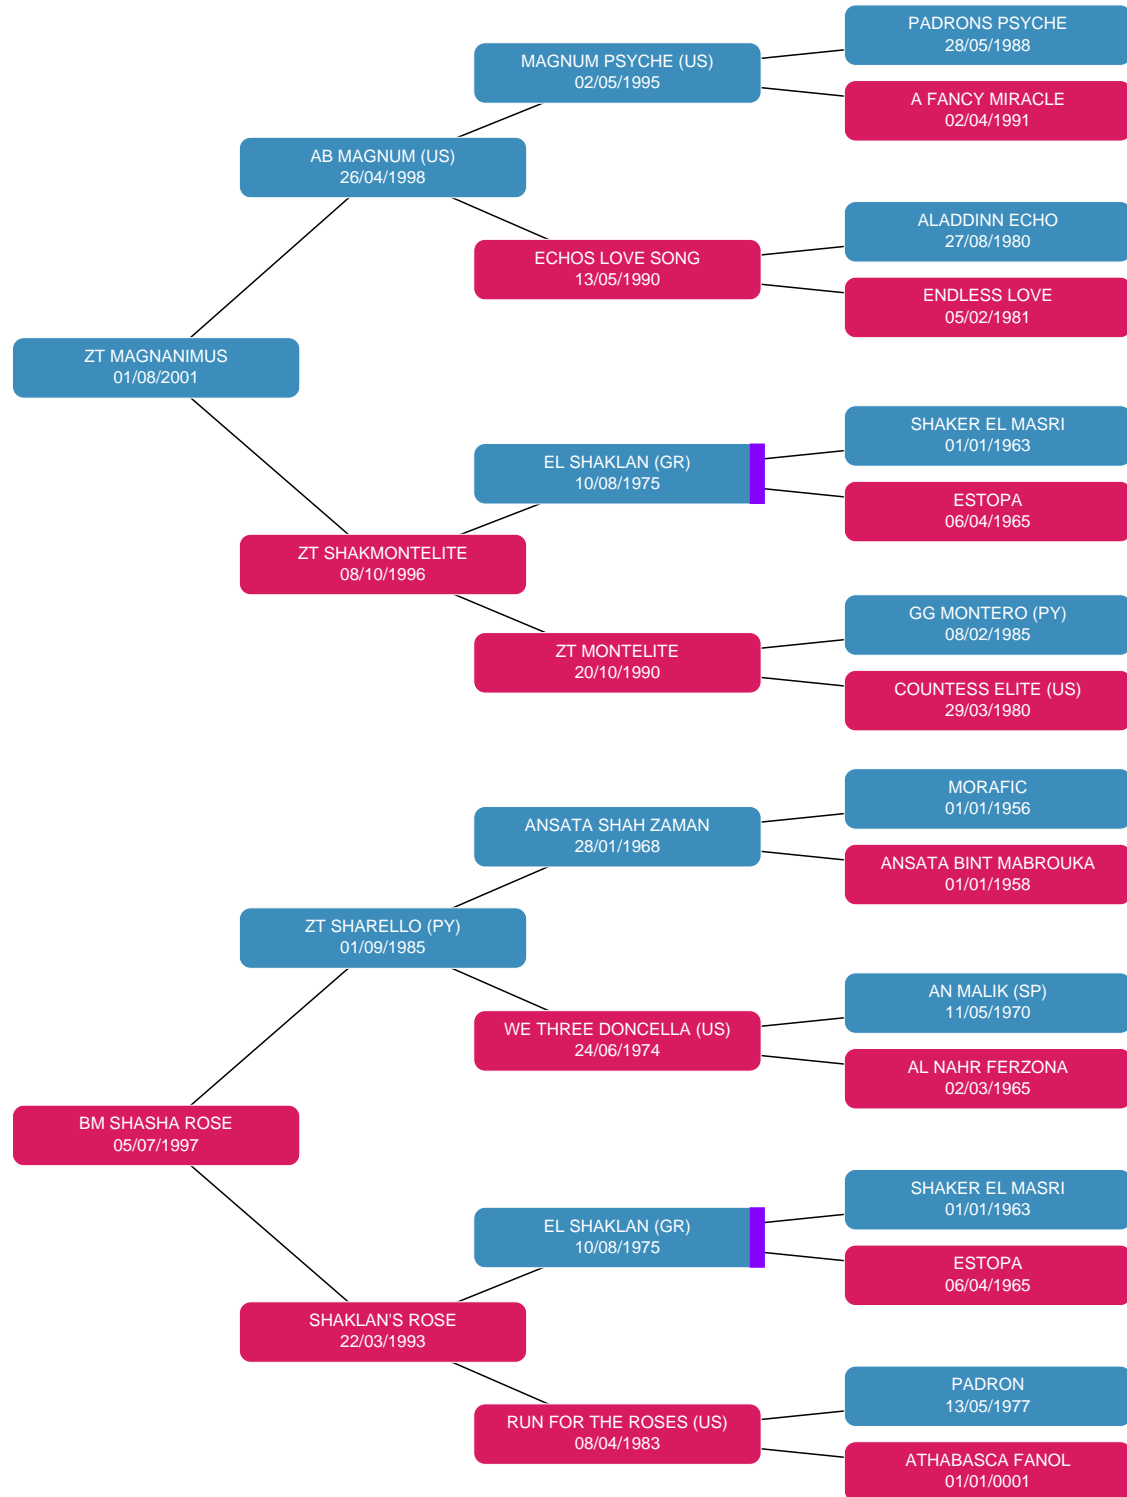 PADRONS PSYCHE
28/05/1988
MAGNUM PSYCHE (US)
02/05/1995
A FANCY MIRACLE
02/04/1991
AB MAGNUM (US)
26/04/1998
ALADDINN ECHO
27/08/1980
ECHOS LOVE SONG
13/05/1990
ENDLESS LOVE
05/02/1981
ZT MAGNANIMUS
01/08/2001
SHAKER EL MASRI
01/01/1963
EL SHAKLAN (GR)
10/08/1975
ESTOPA
06/04/1965
ZT SHAKMONTELITE
08/10/1996
GG MONTERO (PY)
08/02/1985
ZT MONTELITE
20/10/1990
COUNTESS ELITE (US)
29/03/1980
MORAFIC
01/01/1956
ANSATA SHAH ZAMAN
28/01/1968
ANSATA BINT MABROUKA
01/01/1958
ZT SHARELLO (PY)
01/09/1985
AN MALIK (SP)
11/05/1970
WE THREE DONCELLA (US)
24/06/1974
AL NAHR FERZONA
02/03/1965
BM SHASHA ROSE
05/07/1997
SHAKER EL MASRI
01/01/1963
EL SHAKLAN (GR)
10/08/1975
ESTOPA
06/04/1965
SHAKLAN'S ROSE
22/03/1993
PADRON
13/05/1977
RUN FOR THE ROSES (US)
08/04/1983
ATHABASCA FANOL
01/01/0001